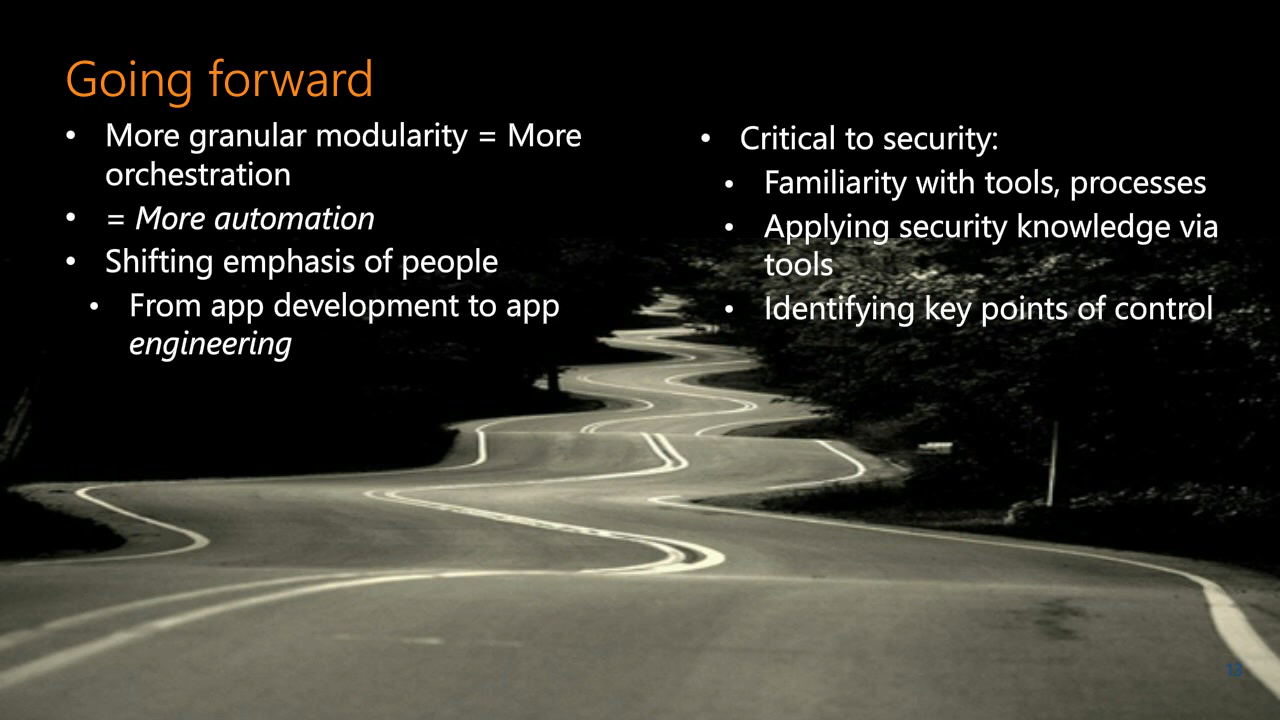 Going forward
• More granular modularity = More
orchestration
• = More automation
• Shifting emphasis of people
• From app development to app
engineering
• Critical to security:
• Familiarity with tools, processes
• Applying security knowledge via
tools
• Identifying key points of control
13